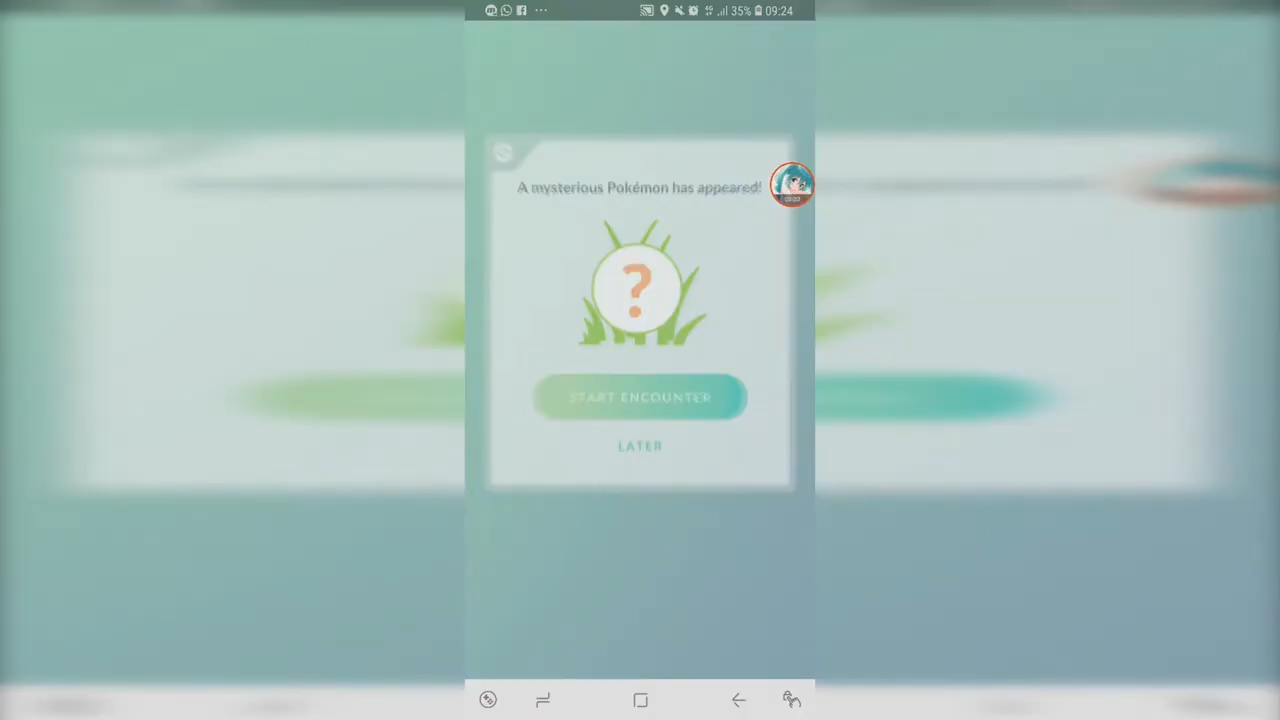 35% 09:24
A mysterious Pokémon has appeared!
?
START ENCOUNTER
LATER